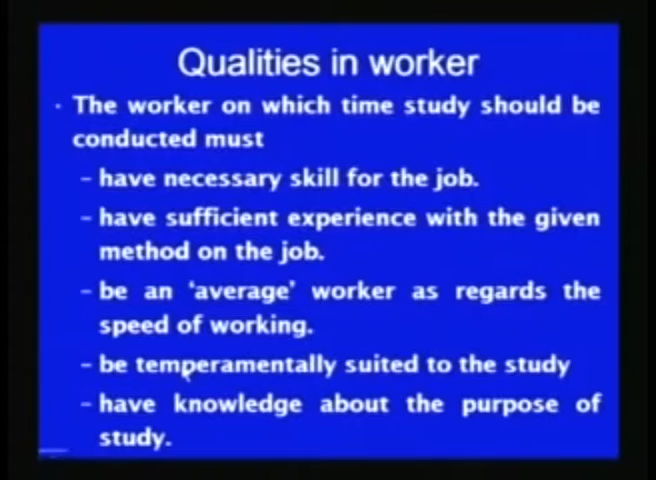 Qualities in worker
· The worker on which time study should be
conducted must
– have necessary skill for the job.
– have sufficient experience with the given
method on the job.
– be an ‘average’ worker as regards the
speed of working.
– be temperamentally suited to the study
– have knowledge about the purpose of
study.